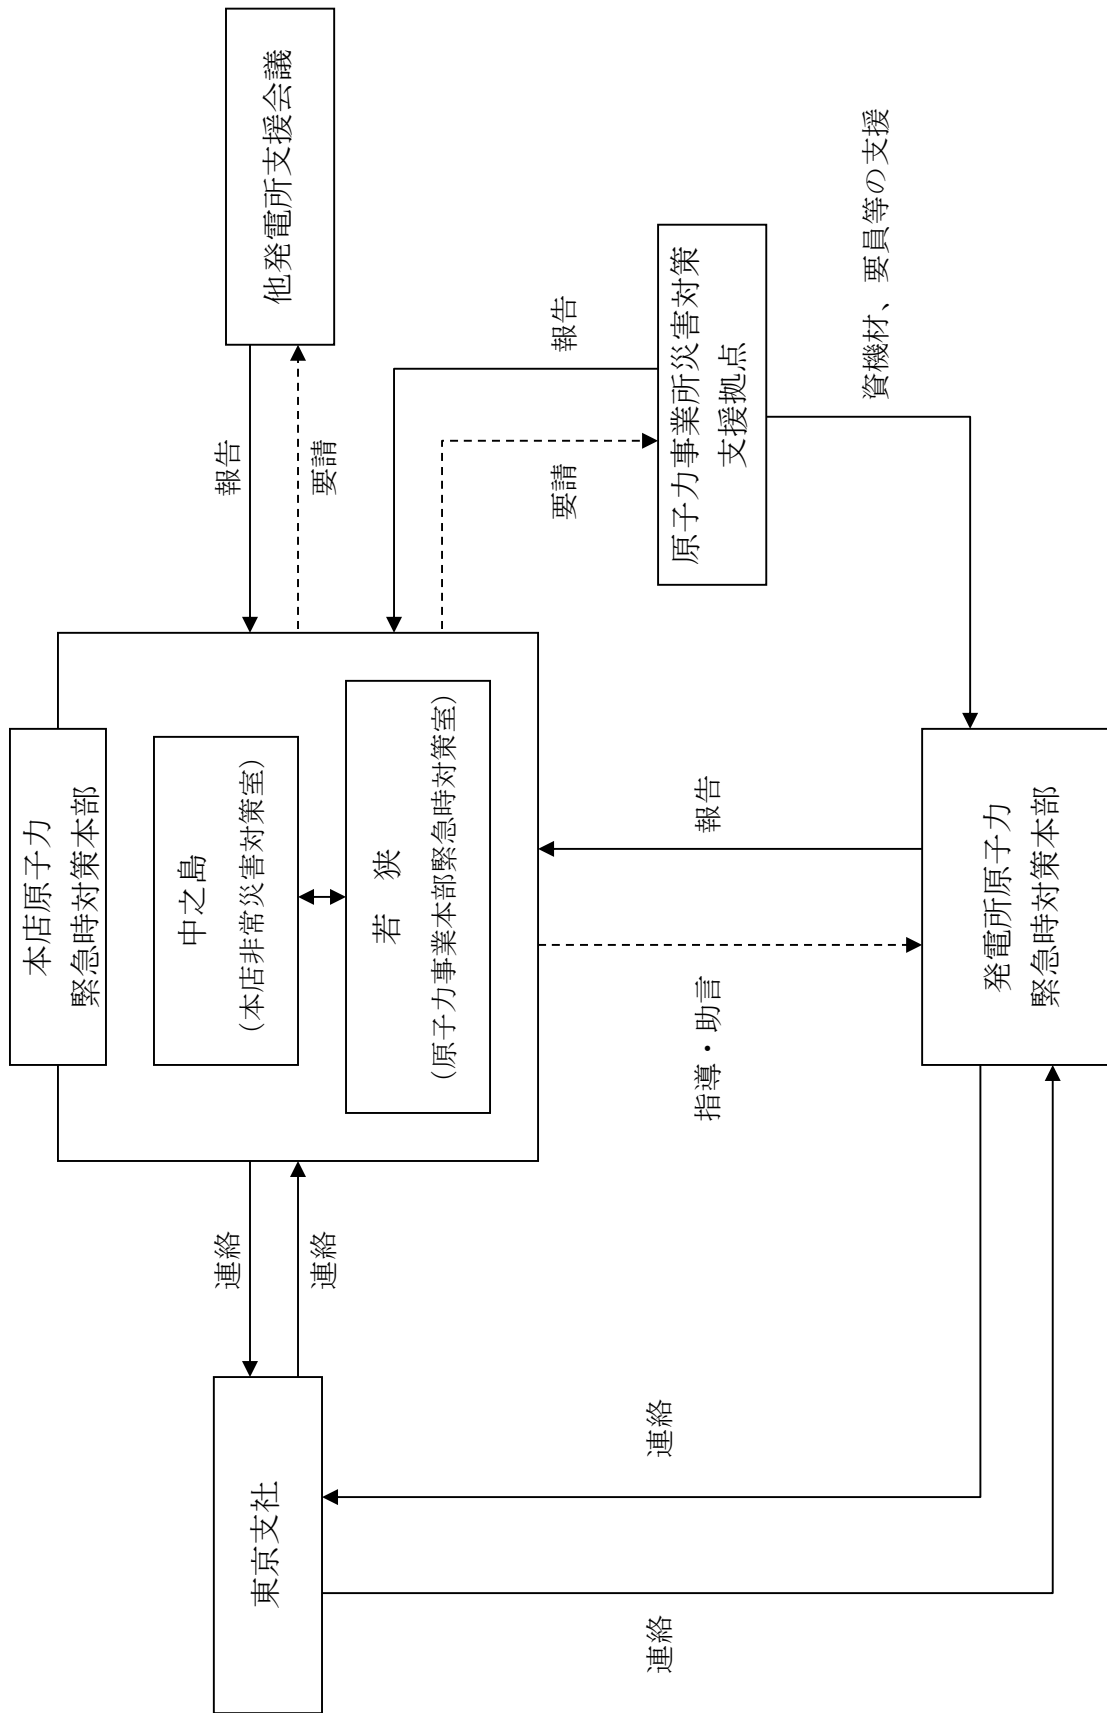 本店原子力
緊急時対策本部
中之島
(本店非常災害対策室)
若　狭
(原子力事業本部緊急時対策室)
東京支社
連絡
連絡
報告
要請
他発電所支援会議
報告
要請
原子力事業所災害対策
支援拠点
連絡
連絡
指導・助言
報告
資機材、要員等の支援
発電所原子力
緊急時対策本部